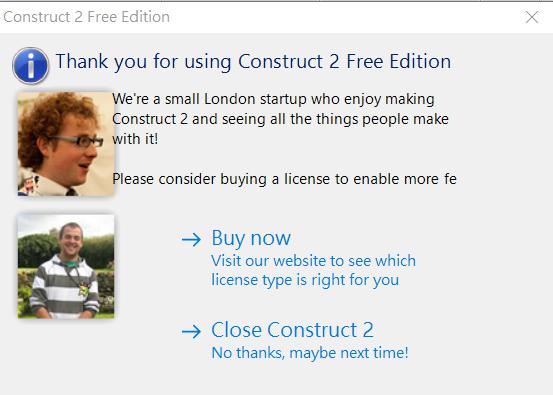 Construct 2 Free Edition
Thank you for using Construct 2 Free Edition
We're a small London startup who enjoy making
Construct 2 and seeing all the things people make
with it!
Please consider buying a license to enable more fe
Buy now
Visit our website to see which
license type is right for you
Close Construct 2
No thanks, maybe next time!